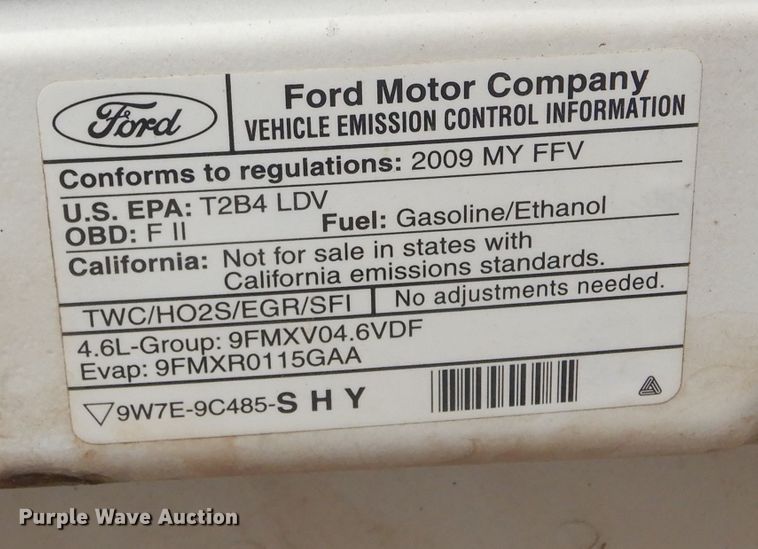 Ford
Ford Motor Company
VEHICLE EMISSION CONTROL INFORMATION
Conforms to regulations: 2009 MY FFV
U.S. EPA: T2B4 LDV
OBD: F II Fuel: Gasoline/Ethanol
California: Not for sale in states with
California emissions standards.
TWC/HO2S/EGR/SFI No adjustments needed.
4.6L-Group: 9FMXV04.6VDF
Evap: 9FMXR0115GAA
▽9W7E-9C485-S H Y
Purple Wave Auction